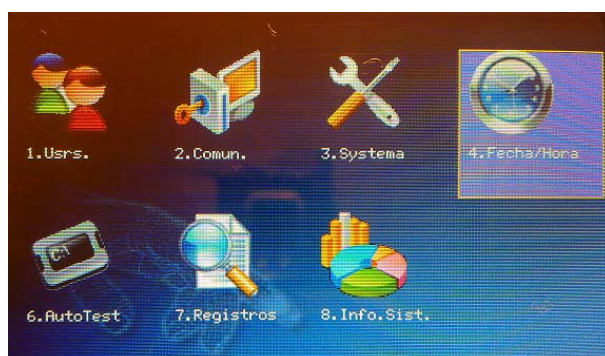 1.Usrs.
2.Comun.
3.Systema
4.Fecha/Hora
C:\
6.AutoTest
7.Registros
8.Info.Sist.